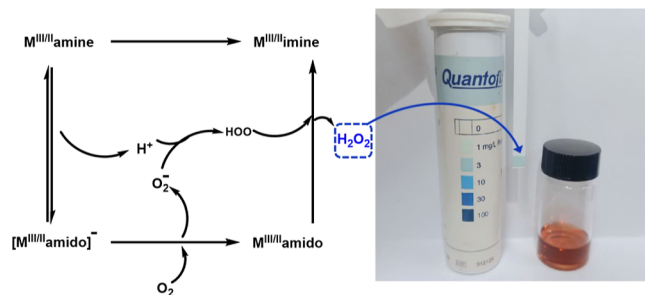 M^III/II amine
M^III/II imine
H⁺
HOO
H₂O₂
O₂⁻
[M^III/II amido]⁻
M^III/II amido
O₂
Quantofi
0
1 mg/L
3
10
30
100